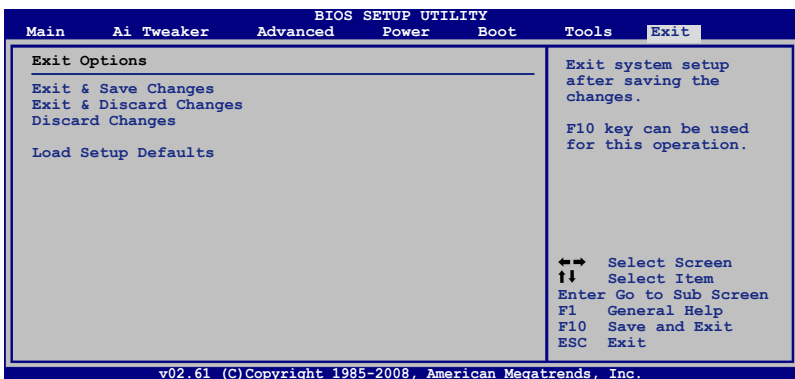 BIOS SETUP UTILITY
Main Ai Tweaker Advanced Power Boot Tools Exit
Exit Options
Exit & Save Changes
Exit & Discard Changes
Discard Changes
Load Setup Defaults
Exit system setup
after saving the
changes.
F10 key can be used
for this operation.
←→ Select Screen
↑↓ Select Item
Enter Go to Sub Screen
F1 General Help
F10 Save and Exit
ESC Exit
v02.61 (C)Copyright 1985-2008, American Megatrends, Inc.